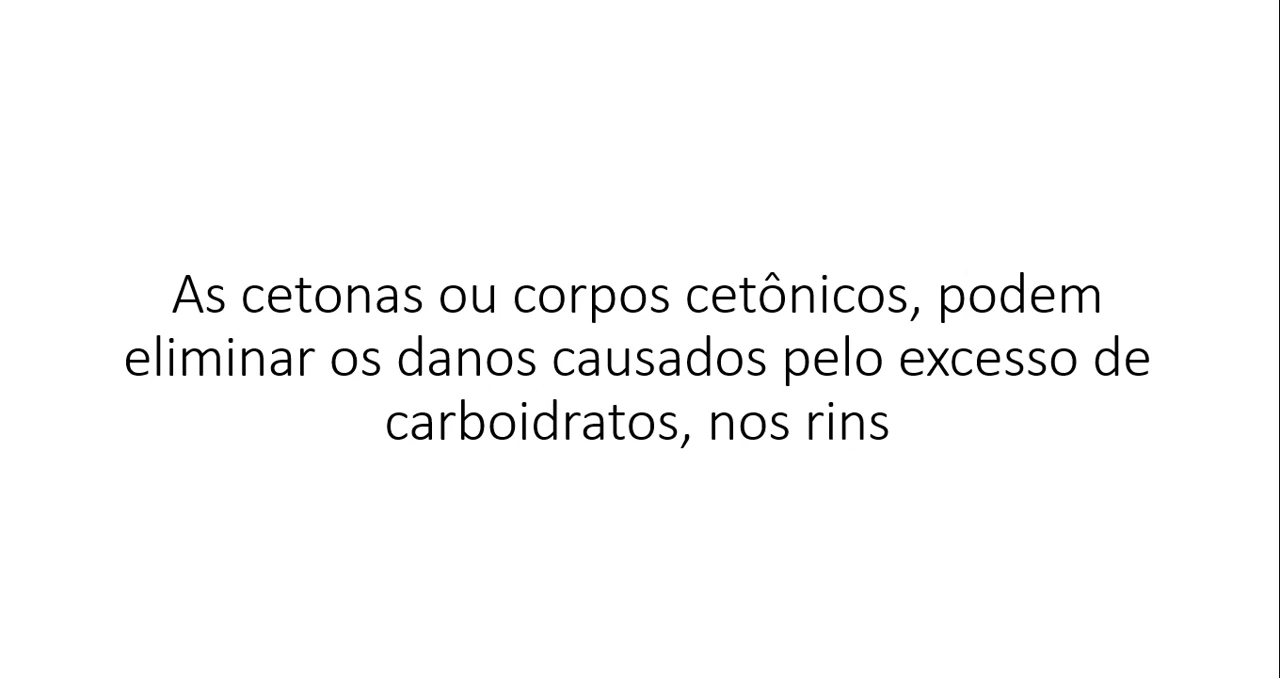 As cetonas ou corpos cetônicos, podem
eliminar os danos causados pelo excesso de
carboidratos, nos rins